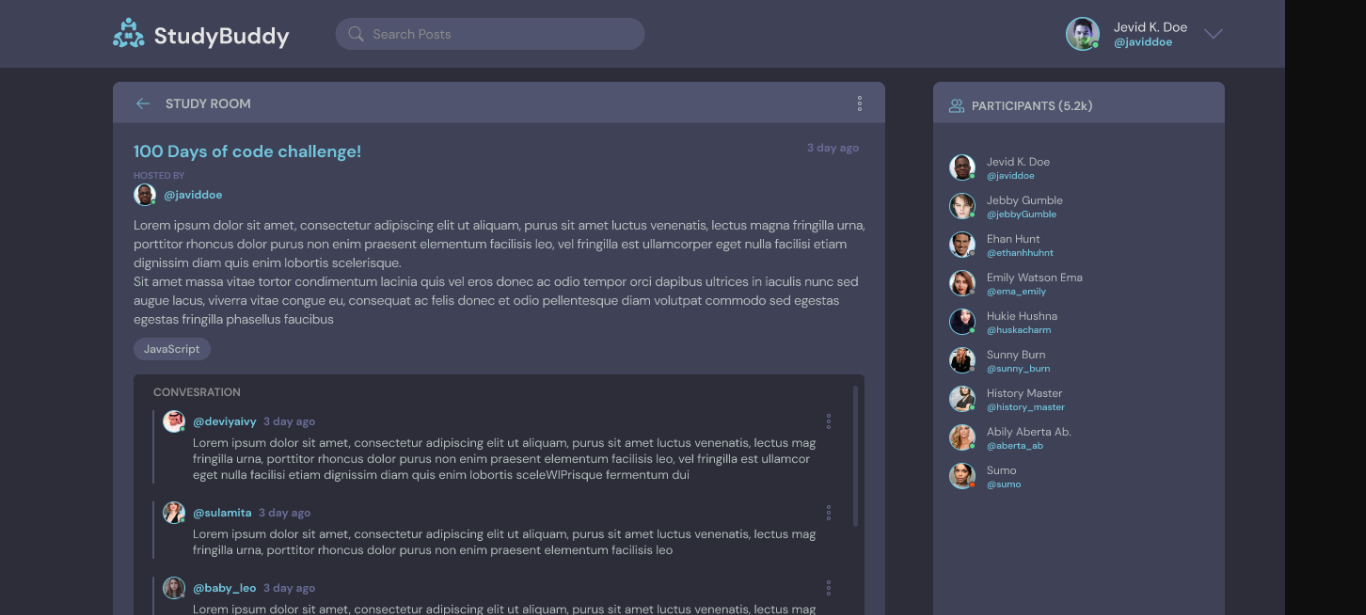 StudyBuddy
Search Posts
Jevid K. Doe
@javiddoe
STUDY ROOM
100 Days of code challenge!
3 day ago
HOSTED BY
@javiddoe
Lorem ipsum dolor sit amet, consectetur adipiscing elit ut aliquam, purus sit amet luctus venenatis, lectus magna fringilla urna,
porttitor rhoncus dolor purus non enim praesent elementum facilisis leo, vel fringilla est ullamcorper eget nulla facilisi etiam
dignissim diam quis enim lobortis scelerisque.
Sit amet massa vitae tortor condimentum lacinia quis vel eros donec ac odio tempor orci dapibus ultrices in iaculis nunc sed
augue lacus, viverra vitae congue eu, consequat ac felis donec et odio pellentesque diam volutpat commodo sed egestas
egestas fringilla phasellus faucibus
JavaScript
CONVESRATION
@deviyaivy 3 day ago
Lorem ipsum dolor sit amet, consectetur adipiscing elit ut aliquam, purus sit amet luctus venenatis, lectus mag
fringilla urna, porttitor rhoncus dolor purus non enim praesent elementum facilisis leo, vel fringilla est ullamcor
eget nulla facilisi etiam dignissim diam quis enim lobortis sceleWIPrisque fermentum dui
@sulamita 3 day ago
Lorem ipsum dolor sit amet, consectetur adipiscing elit ut aliquam, purus sit amet luctus venenatis, lectus mag
fringilla urna, porttitor rhoncus dolor purus non enim praesent elementum facilisis leo
@baby_leo 3 day ago
Lorem ipsum dolor sit amet, consectetur adipiscing elit ut aliquam, purus sit amet luctus venenatis, lectus mag
PARTICIPANTS (5.2k)
Jevid K. Doe
@javiddoe
Jebby Gumble
@jebbyGumble
Ehan Hunt
@ethanhhuhnt
Emily Watson Ema
@ema_emily
Hukie Hushna
@huskacharm
Sunny Burn
@sunny_burn
History Master
@history_master
Abily Aberta Ab.
@aberta_ab
Sumo
@sumo